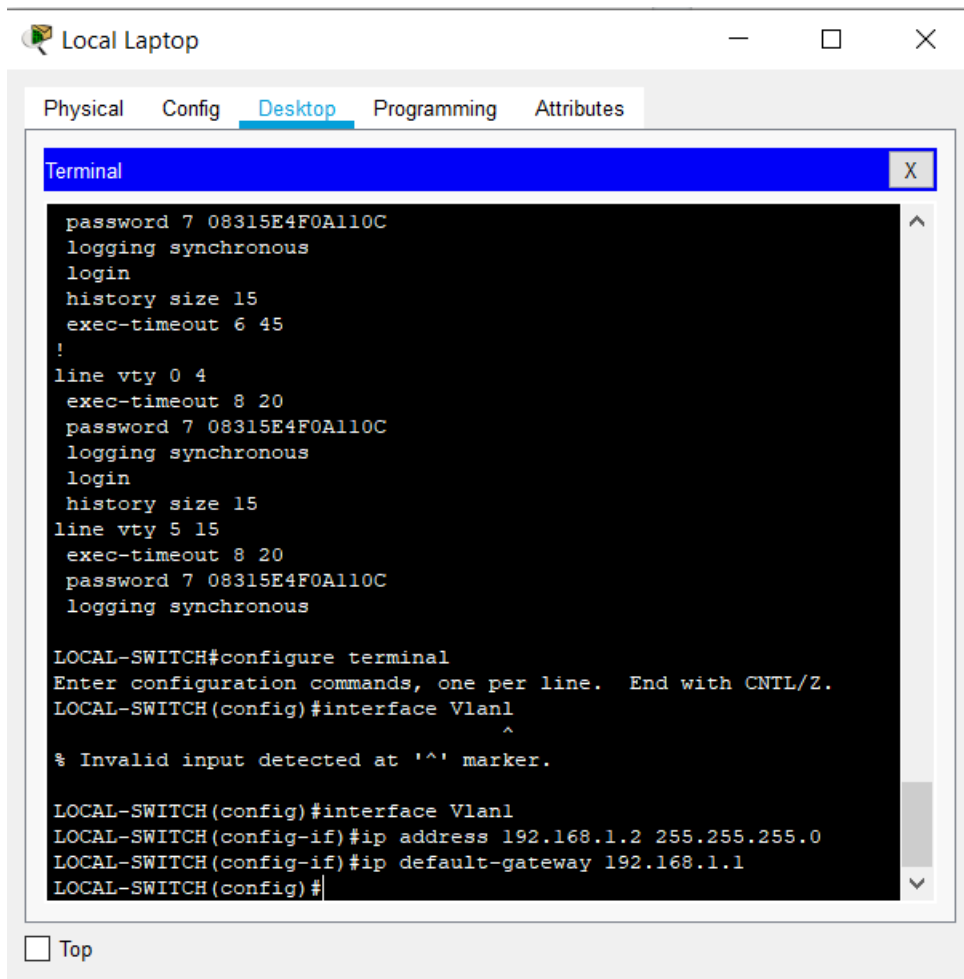 Local Laptop
Physical Config Desktop Programming Attributes
Terminal X
password 7 08315E4F0A110C
logging synchronous
login
history size 15
exec-timeout 6 45
!
line vty 0 4
exec-timeout 8 20
password 7 08315E4F0A110C
logging synchronous
login
history size 15
line vty 5 15
exec-timeout 8 20
password 7 08315E4F0A110C
logging synchronous
LOCAL-SWITCH#configure terminal
Enter configuration commands, one per line. End with CNTL/Z.
LOCAL-SWITCH(config)#interface Vlan1
^
% Invalid input detected at '^' marker.
LOCAL-SWITCH(config)#interface Vlan1
LOCAL-SWITCH(config-if)#ip address 192.168.1.2 255.255.255.0
LOCAL-SWITCH(config-if)#ip default-gateway 192.168.1.1
LOCAL-SWITCH(config)#
Top